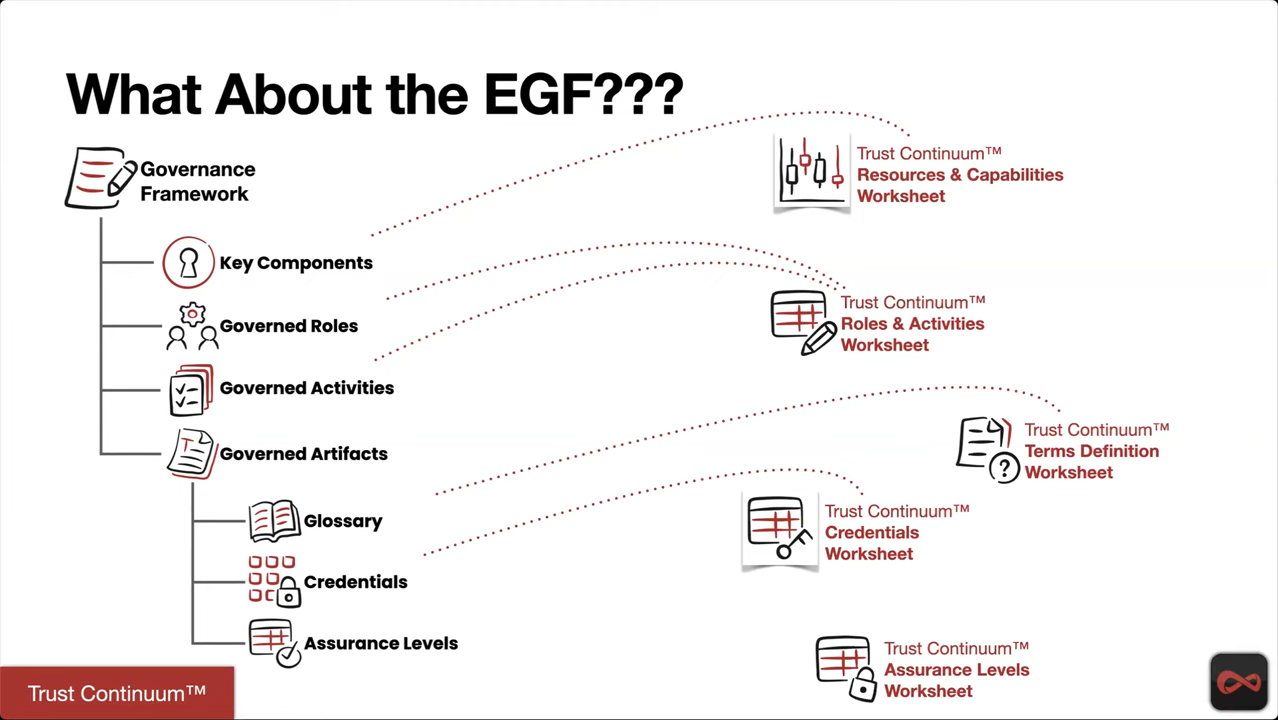 What About the EGF???
Governance
Framework
Key Components
Governed Roles
Governed Activities
Governed Artifacts
Glossary
Credentials
Assurance Levels
Trust Continuum™
Resources & Capabilities
Worksheet
Trust Continuum™
Roles & Activities
Worksheet
Trust Continuum™
Terms Definition
Worksheet
Trust Continuum™
Credentials
Worksheet
Trust Continuum™
Assurance Levels
Worksheet
Trust Continuum™